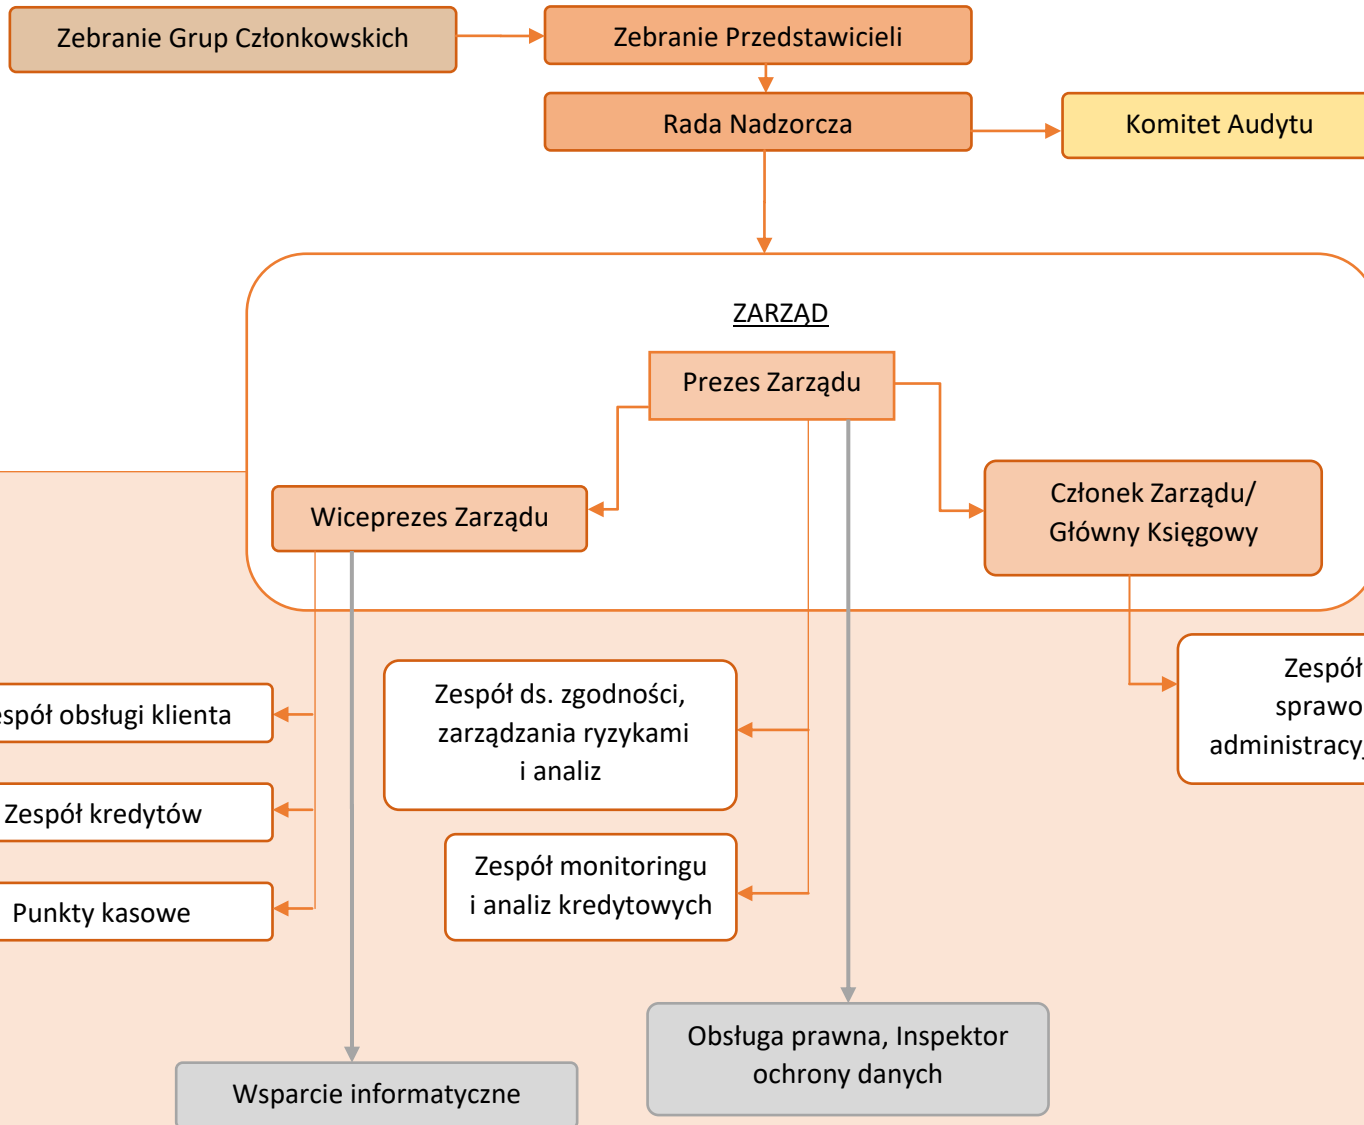 Zebranie Grup Członkowskich
Zebranie Przedstawicieli
Rada Nadzorcza
Komitet Audytu
ZARZĄD
Prezes Zarządu
Wiceprezes Zarządu
Członek Zarządu/
Główny Księgowy
obsługi klienta
Zespół kredytów
Punkty kasowe
Zespół ds. zgodności,
zarządzania ryzykami
i analiz
Zespół monitoringu
i analiz kredytowych
Zespół
Obsługa prawna, Inspektor
ochrony danych
Wsparcie informatyczne